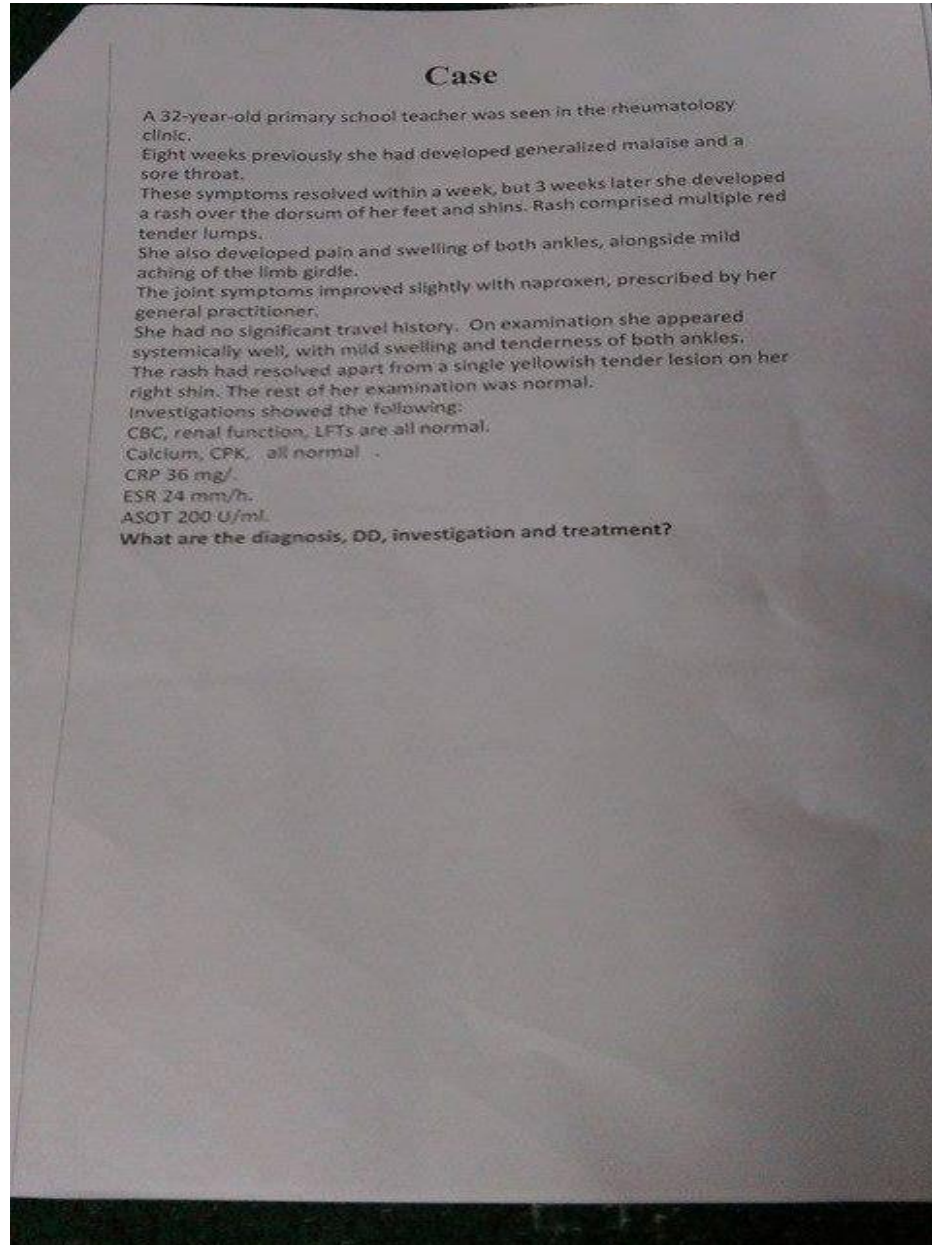 Case
A 32-year-old primary school teacher was seen in the rheumatology
clinic.
Eight weeks previously she had developed generalized malaise and a
sore throat.
These symptoms resolved within a week, but 3 weeks later she developed
a rash over the dorsum of her feet and shins. Rash comprised multiple red
tender lumps.
She also developed pain and swelling of both ankles, alongside mild
aching of the limb girdle.
The joint symptoms improved slightly with naproxen, prescribed by her
general practitioner.
She had no significant travel history. On examination she appeared
systemically well, with mild swelling and tenderness of both ankles.
The rash had resolved apart from a single yellowish tender lesion on her
right shin. The rest of her examination was normal.
Investigations showed the following:
CBC, renal function, LFTs are all normal.
Calcium, CPK, all normal .
CRP 36 mg/.
ESR 24 mm/h.
ASOT 200 U/ml.
What are the diagnosis, DD, investigation and treatment?